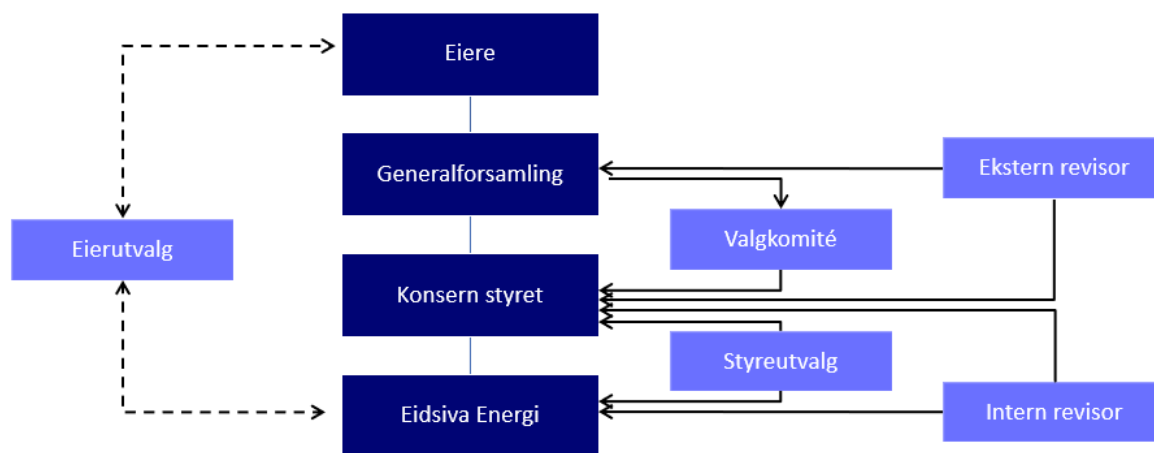 Eiere
Generalforsamling
Ekstern revisor
Valgkomité
Eierutvalg
Konsern styret
Styreutvalg
Eidsiva Energi
Intern revisor